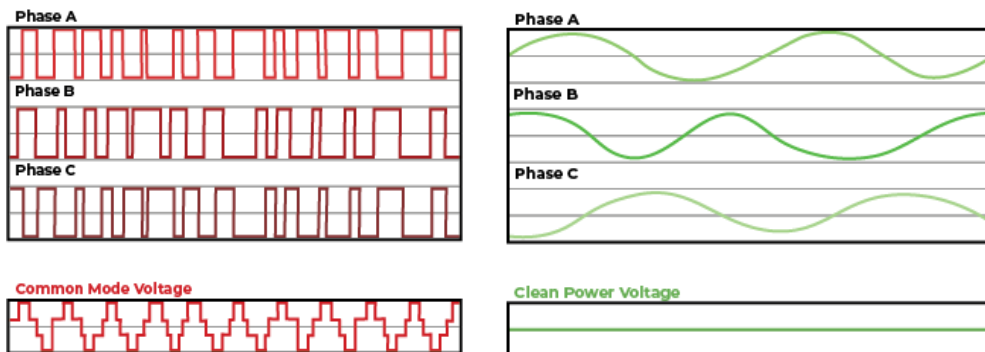 Phase A
Phase B
Phase C
Common Mode Voltage
Phase A
Phase B
Phase C
Clean Power Voltage